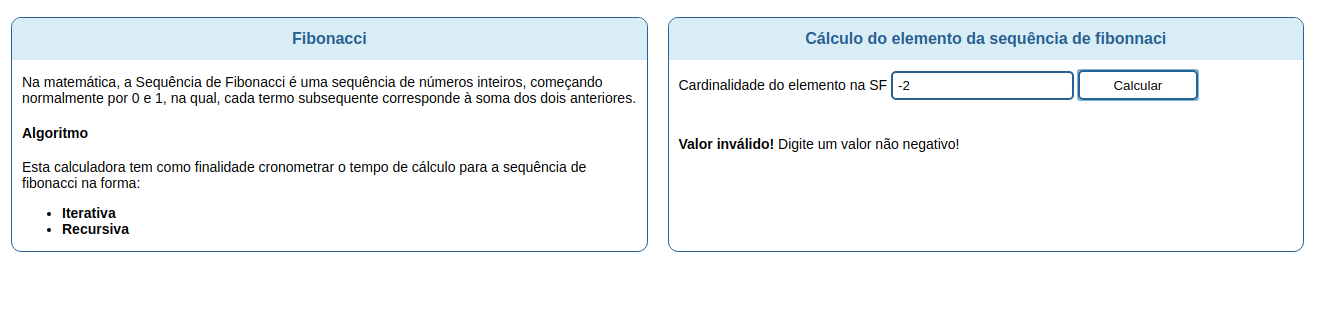 Fibonacci
Na matemática, a Sequência de Fibonacci é uma sequência de números inteiros, começando
normalmente por 0 e 1, na qual, cada termo subsequente corresponde à soma dos dois anteriores.
Algoritmo
Esta calculadora tem como finalidade cronometrar o tempo de cálculo para a sequência de
fibonacci na forma:
• Iterativa
• Recursiva
Cálculo do elemento da sequência de fibonnaci
Cardinalidade do elemento na SF -2 Calcular
Valor inválido! Digite um valor não negativo!